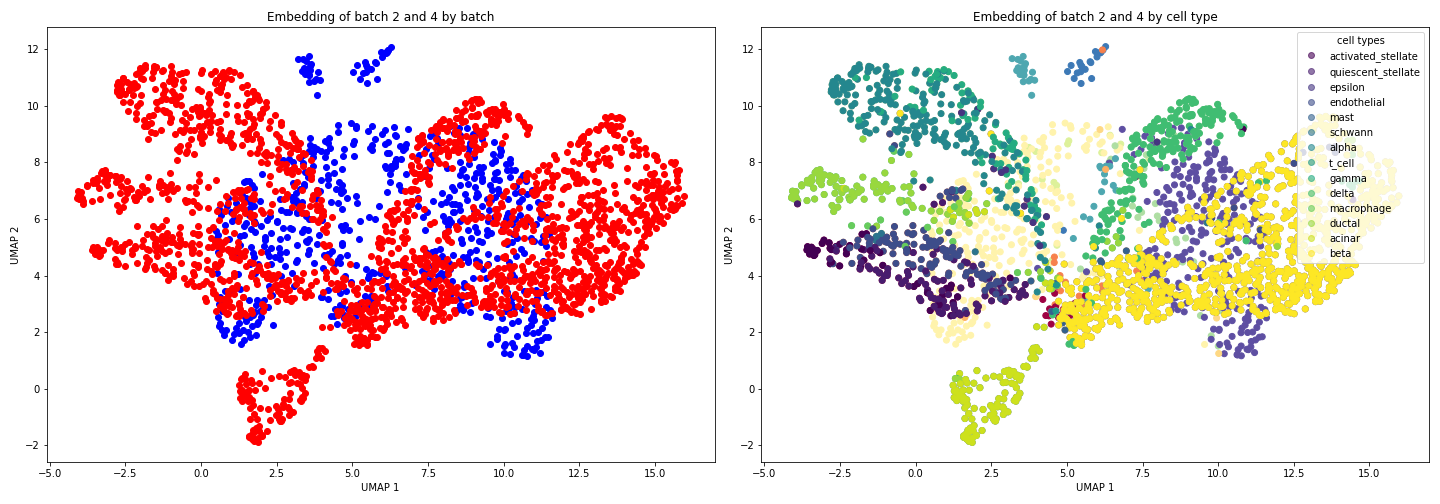 Embedding of batch 2 and 4 by batch
12
10
8
6
4
2
0
−2
UMAP 2
−5.0
−2.5
0.0
2.5
5.0
7.5
10.0
12.5
15.0
UMAP 1
Embedding of batch 2 and 4 by cell type
12
10
8
6
4
2
0
−2
UMAP 2
−5.0
−2.5
0.0
2.5
5.0
7.5
10.0
12.5
15.0
UMAP 1
cell types
activated_stellate
quiescent_stellate
epsilon
endothelial
mast
schwann
alpha
t_cell
gamma
delta
macrophage
ductal
acinar
beta